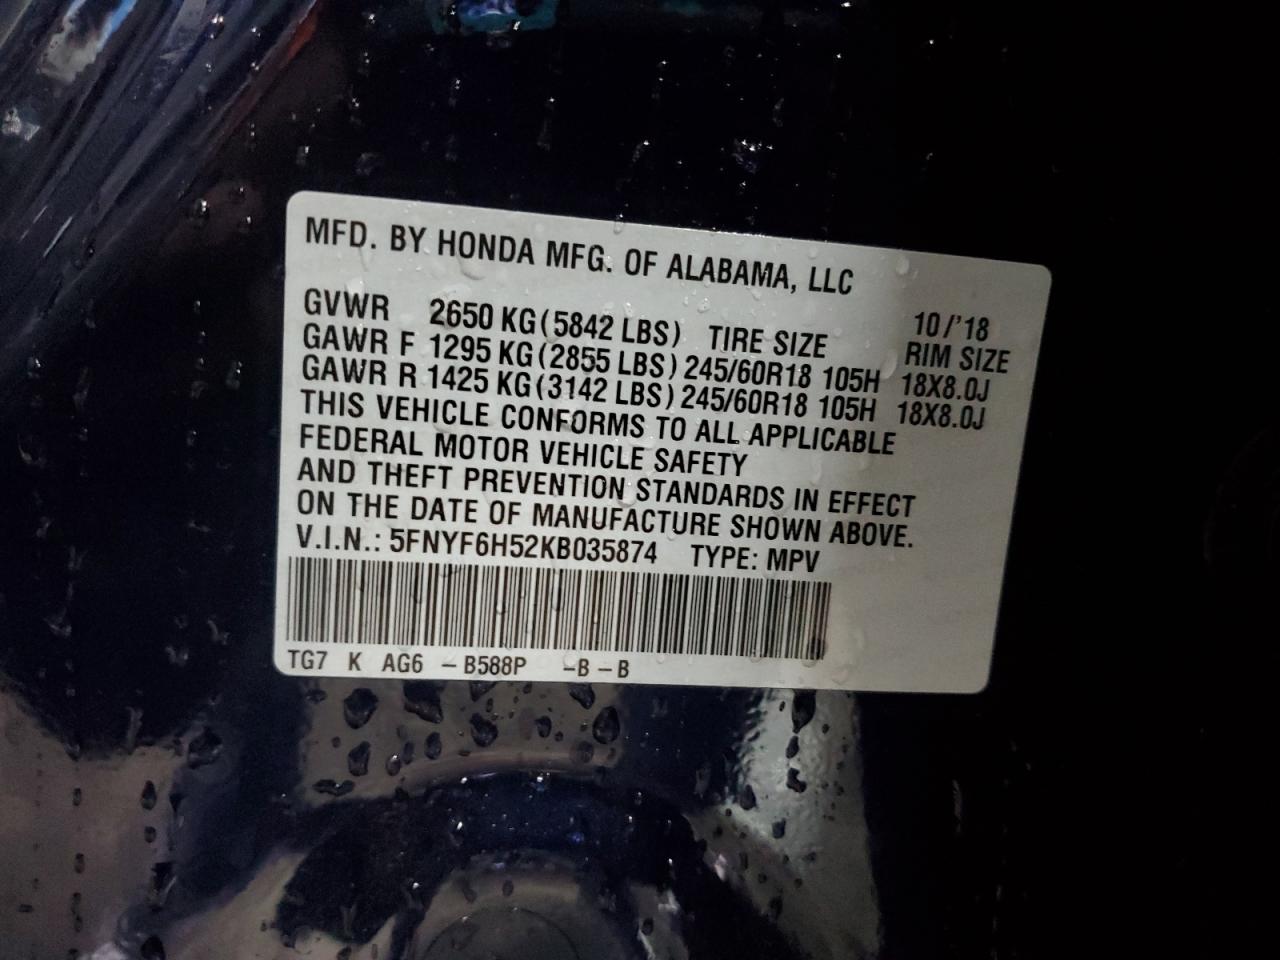 MFD. BY HONDA MFG. OF ALABAMA, LLC
10/'18
GVWR 2650 KG(5842 LBS) TIRE SIZE RIM SIZE
GAWR F 1295 KG(2855 LBS) 245/60R18 105H 18X8.0J
GAWR R 1425 KG(3142 LBS) 245/60R18 105H 18X8.0J
THIS VEHICLE CONFORMS TO ALL APPLICABLE
FEDERAL MOTOR VEHICLE SAFETY
AND THEFT PREVENTION STANDARDS IN EFFECT
ON THE DATE OF MANUFACTURE SHOWN ABOVE.
V.I.N.: 5FNYF6H52KB035874 TYPE: MPV
TG7 K AG6 -B588P -B-B